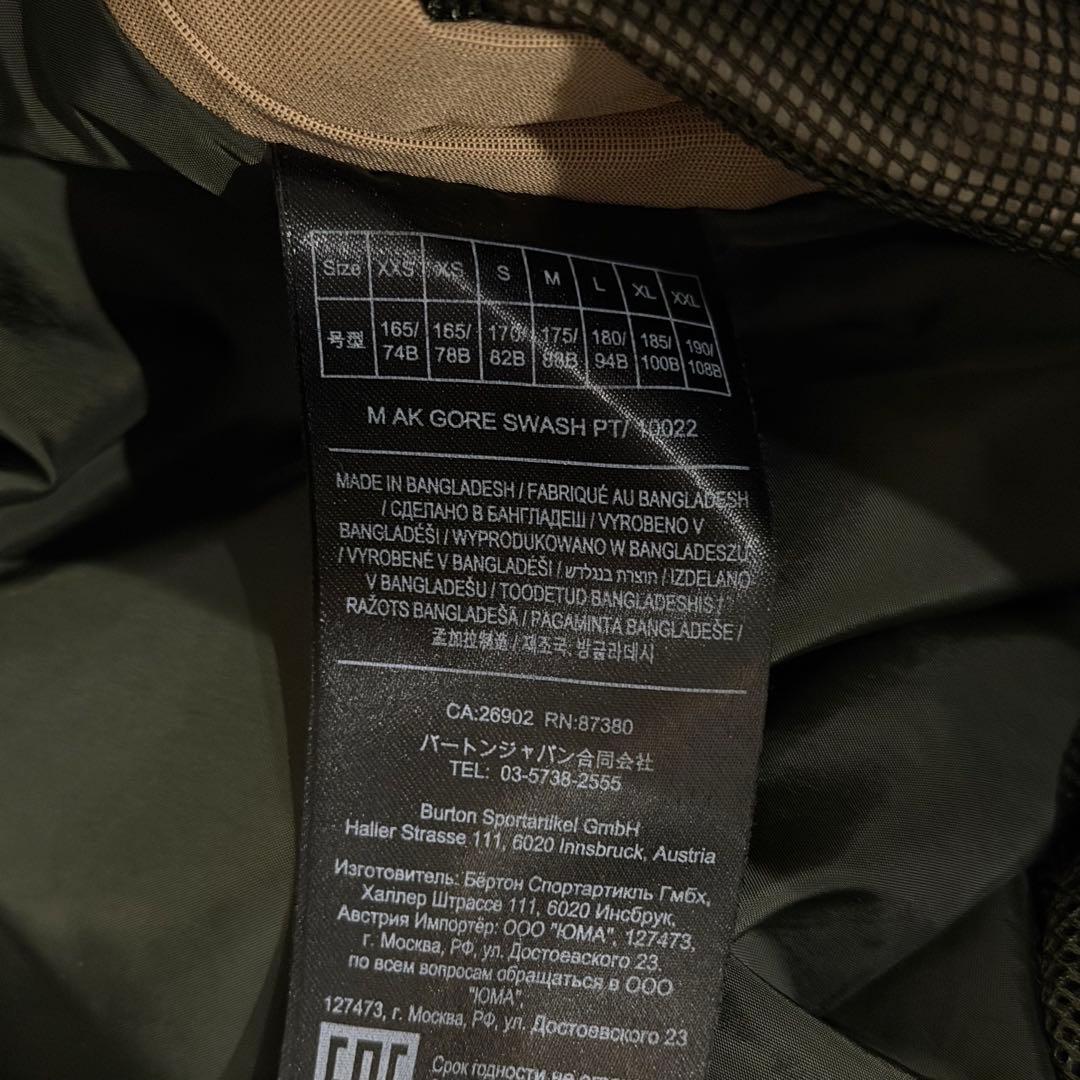 Size XXS XS S M L XL XXL
号型 165/74B 165/78B 170/82B 175/88B 180/94B 185/100B 190/108B
M AK GORE SWASH PT/ 10022
MADE IN BANGLADESH / FABRIQUÉ AU BANGLADESH
/ СДЕЛАНО В БАНГЛАДЕШ / VYROBENO V
BANGLADÉŠI / WYPRODUKOWANO W BANGLADESZU
/ VYROBENÉ V BANGLADÉŠI / תוצרת בנגלדש / IZDELANO
V BANGLADEŠU / TOODETUD BANGLADESHIS /
RAŽOTS BANGLADEŠĀ / PAGAMINTA BANGLADEŠE /
孟加拉制造 / 제조국: 방글라데시
CA:26902 RN:87380
バートンジャパン合同会社
TEL: 03-5738-2555
Burton Sportartikel GmbH
Haller Strasse 111, 6020 Innsbruck, Austria
Изготовитель: Бёртон Спортартикль Гмбх,
Халлер Штрассе 111, 6020 Инсбрук,
Австрия Импортёр: ООО "ЮМА", 127473,
г. Москва, РФ, ул. Достоевского 23
по всем вопросам обращаться в ООО
"ЮМА",
127473, г. Москва, РФ, ул. Достоевского 23
Срок годности не